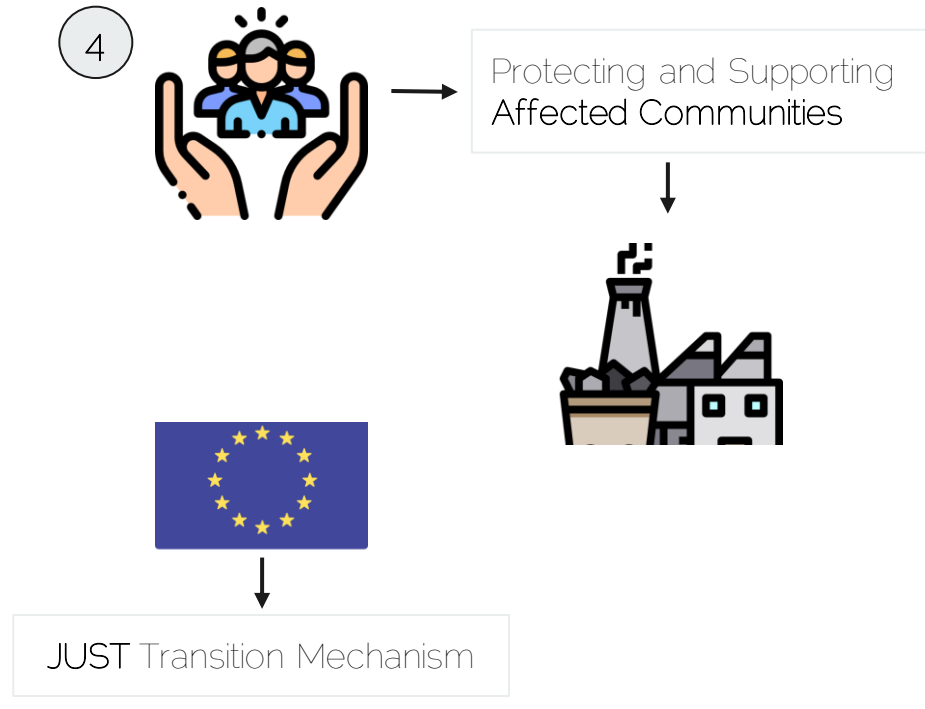 4
Protecting and Supporting
Affected Communities
JUST Transition Mechanism